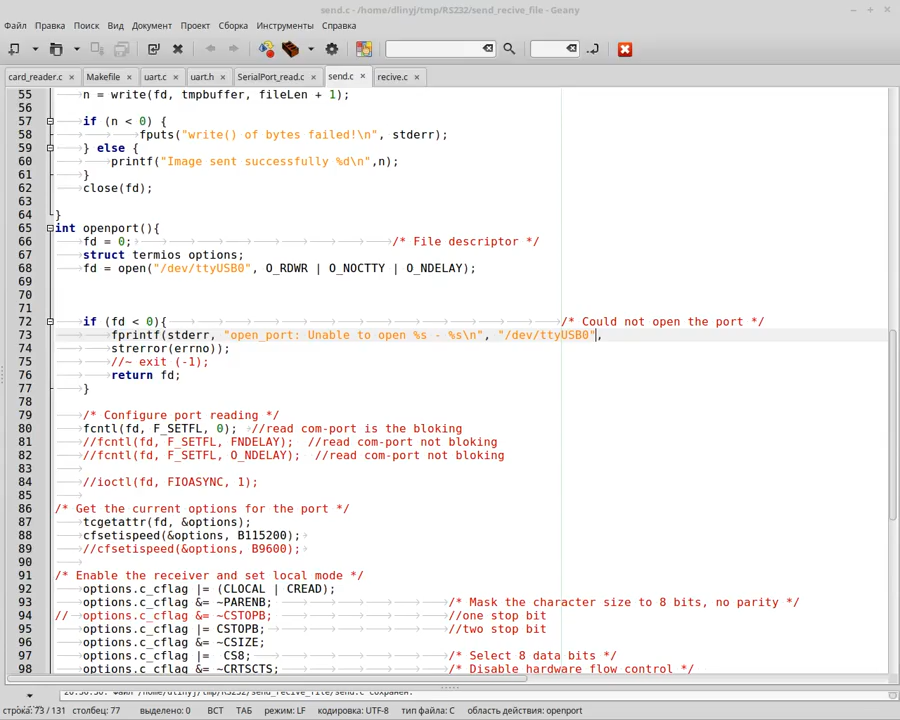 send.c - /home/dlinyj/tmp/RS232/send_recive_file - Geany
Файл Правка Поиск Вид Документ Проект Сборка Инструменты Справка
card_reader.c Makefile uart.c uart.h SerialPort_read.c send.c recive.c
55 n = write(fd, tmpbuffer, fileLen + 1);
56
57 if (n < 0) {
58 fputs("write() of bytes failed!\n", stderr);
59 } else {
60 printf("Image sent successfully %d\n",n);
61 }
62 close(fd);
63
64 }
65 int openport(){
66 fd = 0; /* File descriptor */
67 struct termios options;
68 fd = open("/dev/ttyUSB0", O_RDWR | O_NOCTTY | O_NDELAY);
69
70
71
72 if (fd < 0){ /* Could not open the port */
73 fprintf(stderr, "open_port: Unable to open %s - %s\n", "/dev/ttyUSB0",
74 strerror(errno));
75 //~ exit (-1);
76 return fd;
77 }
78
79 /* Configure port reading */
80 fcntl(fd, F_SETFL, 0); //read com-port is the bloking
81 //fcntl(fd, F_SETFL, FNDELAY); //read com-port not bloking
82 //fcntl(fd, F_SETFL, O_NDELAY); //read com-port not bloking
83
84 //ioctl(fd, FIOASYNC, 1);
85
86 /* Get the current options for the port */
87 tcgetattr(fd, &options);
88 cfsetispeed(&options, B115200);
89 //cfsetispeed(&options, B9600);
90
91 /* Enable the receiver and set local mode */
92 options.c_cflag |= (CLOCAL | CREAD);
93 options.c_cflag &= ~PARENB; /* Mask the character size to 8 bits, no parity */
94 // options.c_cflag &= ~CSTOPB; //one stop bit
95 options.c_cflag |= CSTOPB; //two stop bit
96 options.c_cflag &= ~CSIZE;
97 options.c_cflag |= CS8; /* Select 8 data bits */
98 options.c_cflag &= ~CRTSCTS; /* Disable hardware flow control */
Файл /home/dlinyj/tmp/RS232/send_recive_file/send.c сохранен.
строка: 73 / 131 столбец: 77 выделено: 0 ВСТ ТАБ режим: LF кодировка: UTF-8 тип файла: C область действия: openport